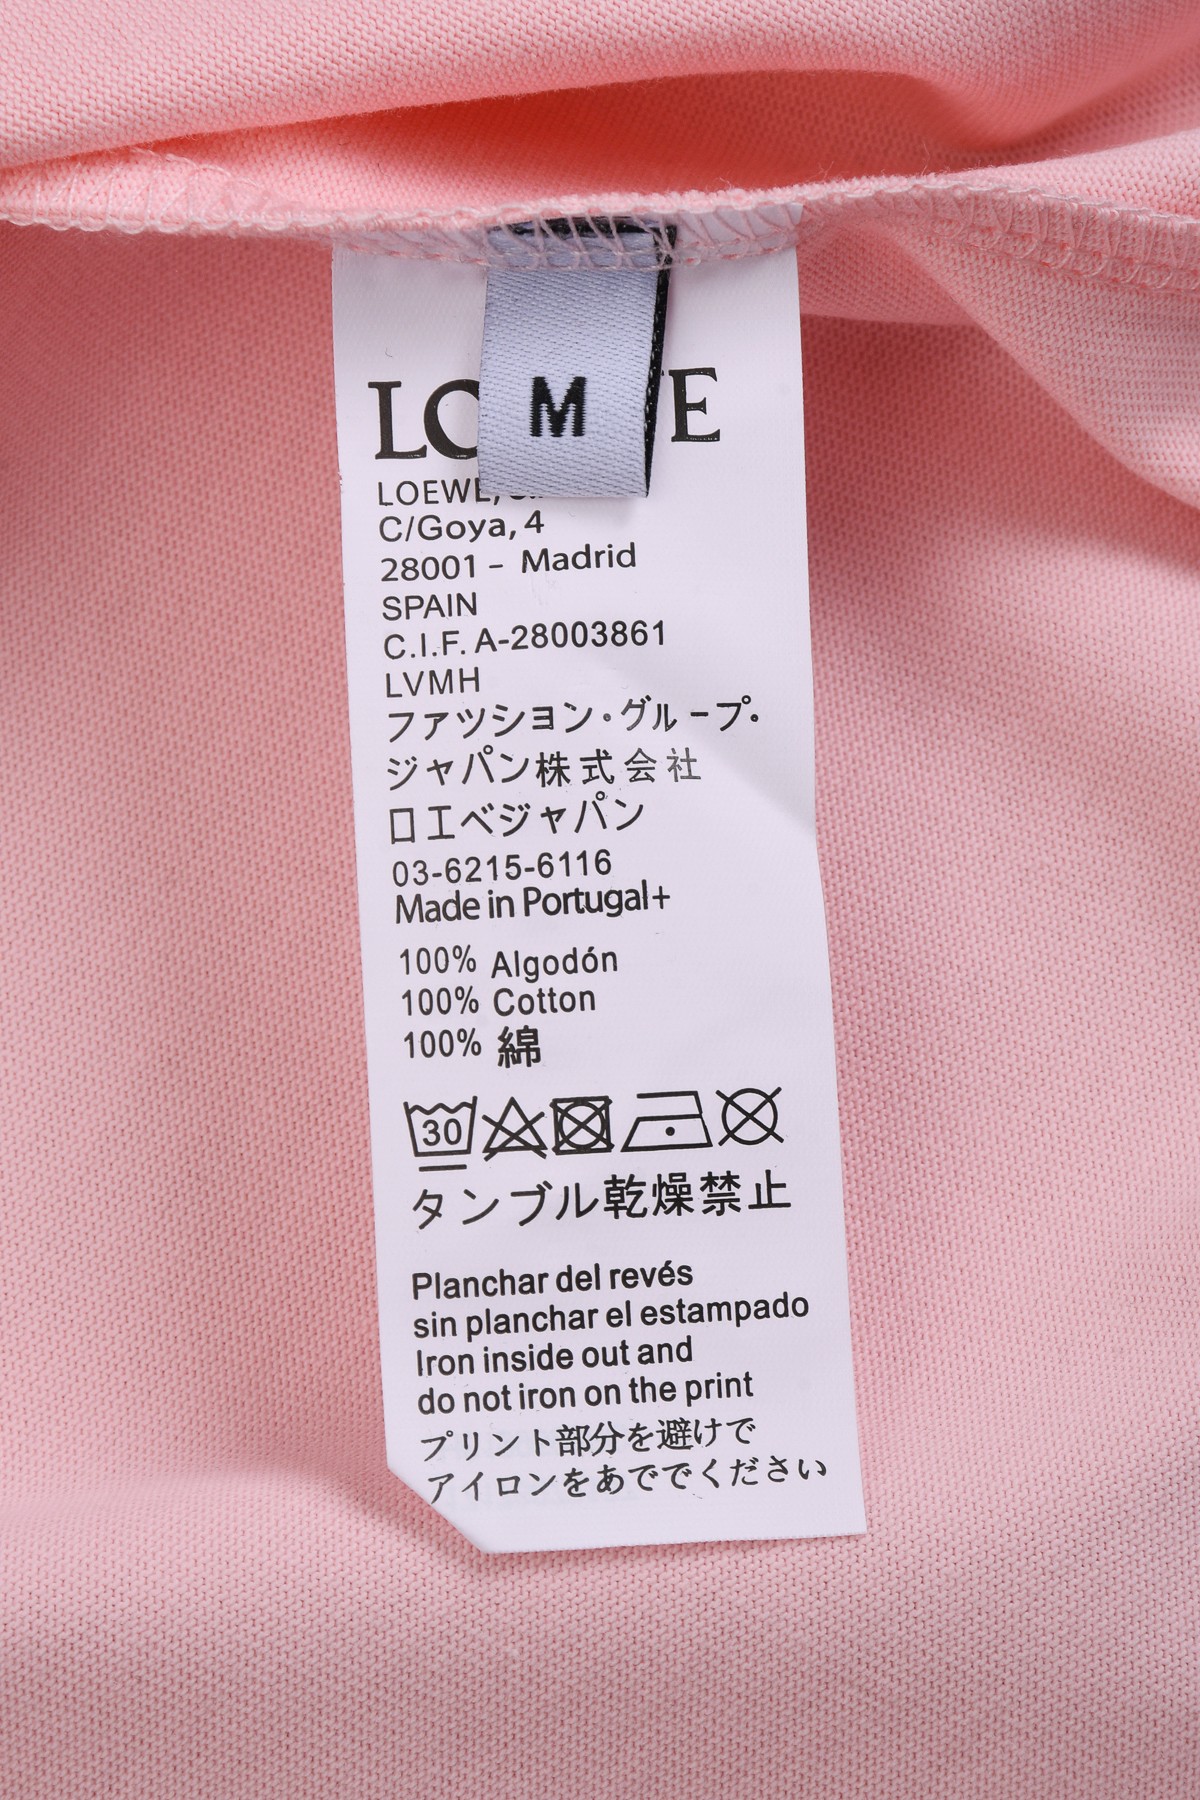 M
LOEWE,
C/Goya, 4
28001 - Madrid
SPAIN
C.I.F. A-28003861
LVMH
ファツション・グル－プ。
ジャパン株式会社
口エベジャパン
03-6215-6116
Made in Portugal+
100% Algodón
100% Cotton
100% 綿
30
タンブル乾燥禁止
Planchar del revés
sin planchar el estampado
Iron inside out and
do not iron on the print
プリント部分を避けで
アイロンをあででください